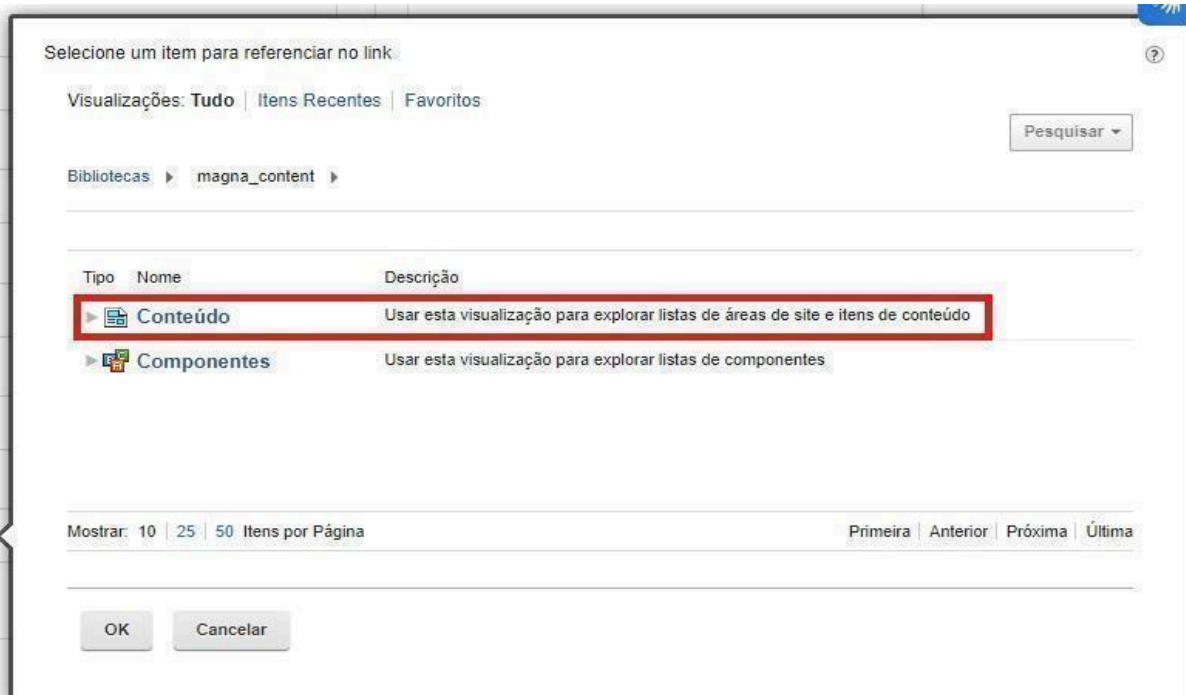 Selecione um item para referenciar no link
Visualizações: Tudo | Itens Recentes | Favoritos
Pesquisar
Bibliotecas magna_content
Tipo Nome Descrição
Conteúdo Usar esta visualização para explorar listas de áreas de site e itens de conteúdo
Componentes Usar esta visualização para explorar listas de componentes
Mostrar: 10 | 25 | 50 Itens por Página Primeira | Anterior | Próxima | Última
OK Cancelar